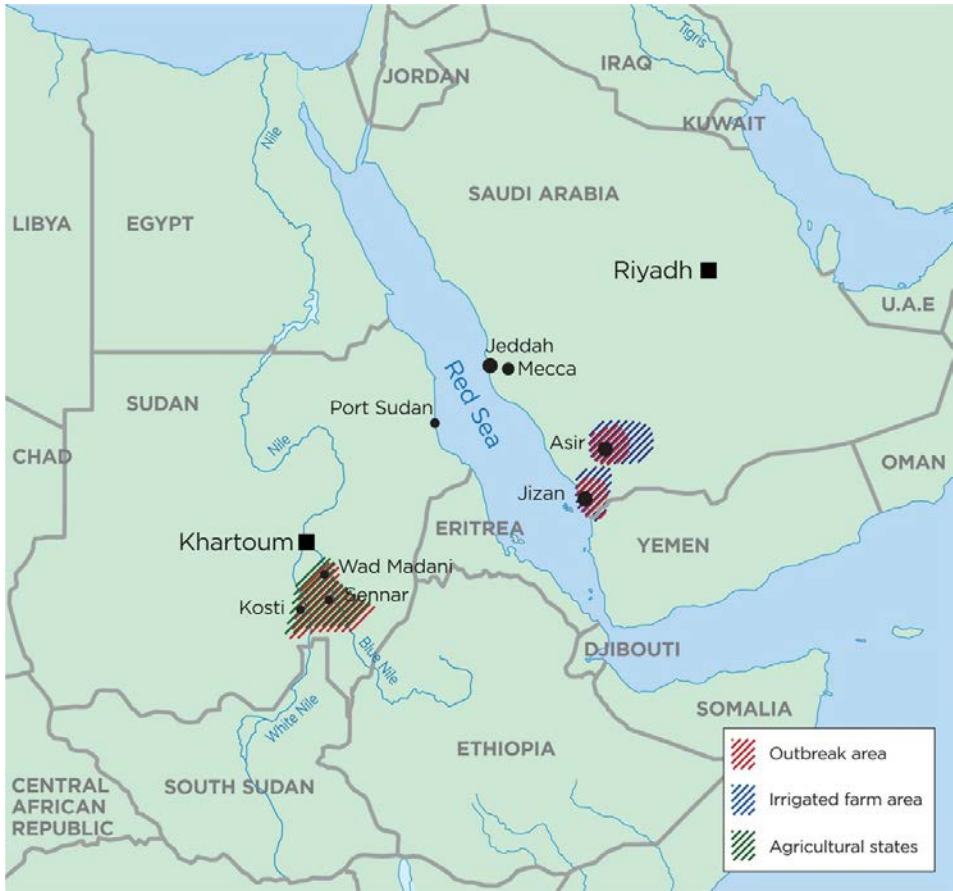 Tigris
IRAQ
JORDAN
KUWAIT
Nile
SAUDI ARABIA
LIBYA
EGYPT
Riyadh
U.A.E
Jeddah
Mecca
Red Sea
SUDAN
Port Sudan
Nile
Asir
CHAD
OMAN
Jizan
ERITREA
YEMEN
Khartoum
Wad Madani
Sennar
Kosti
DJIBOUTI
Blue Nile
SOMALIA
White Nile
ETHIOPIA
Outbreak area
SOUTH SUDAN
CENTRAL
AFRICAN
REPUBLIC
Irrigated farm area
Agricultural states